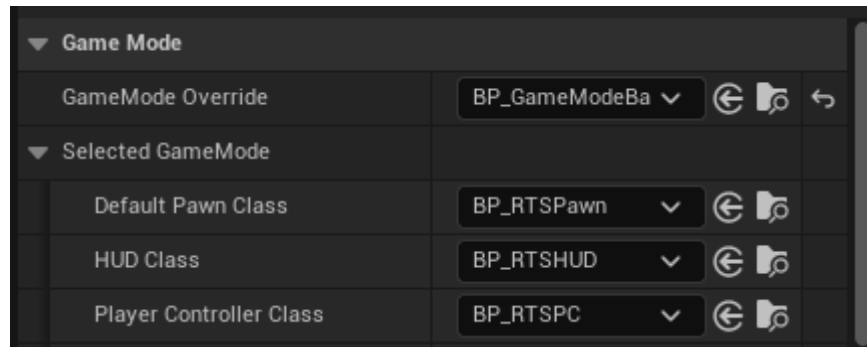 Game Mode
GameMode Override BP_GameModeBa
Selected GameMode
Default Pawn Class BP_RTSPawn
HUD Class BP_RTSHUD
Player Controller Class BP_RTSPC